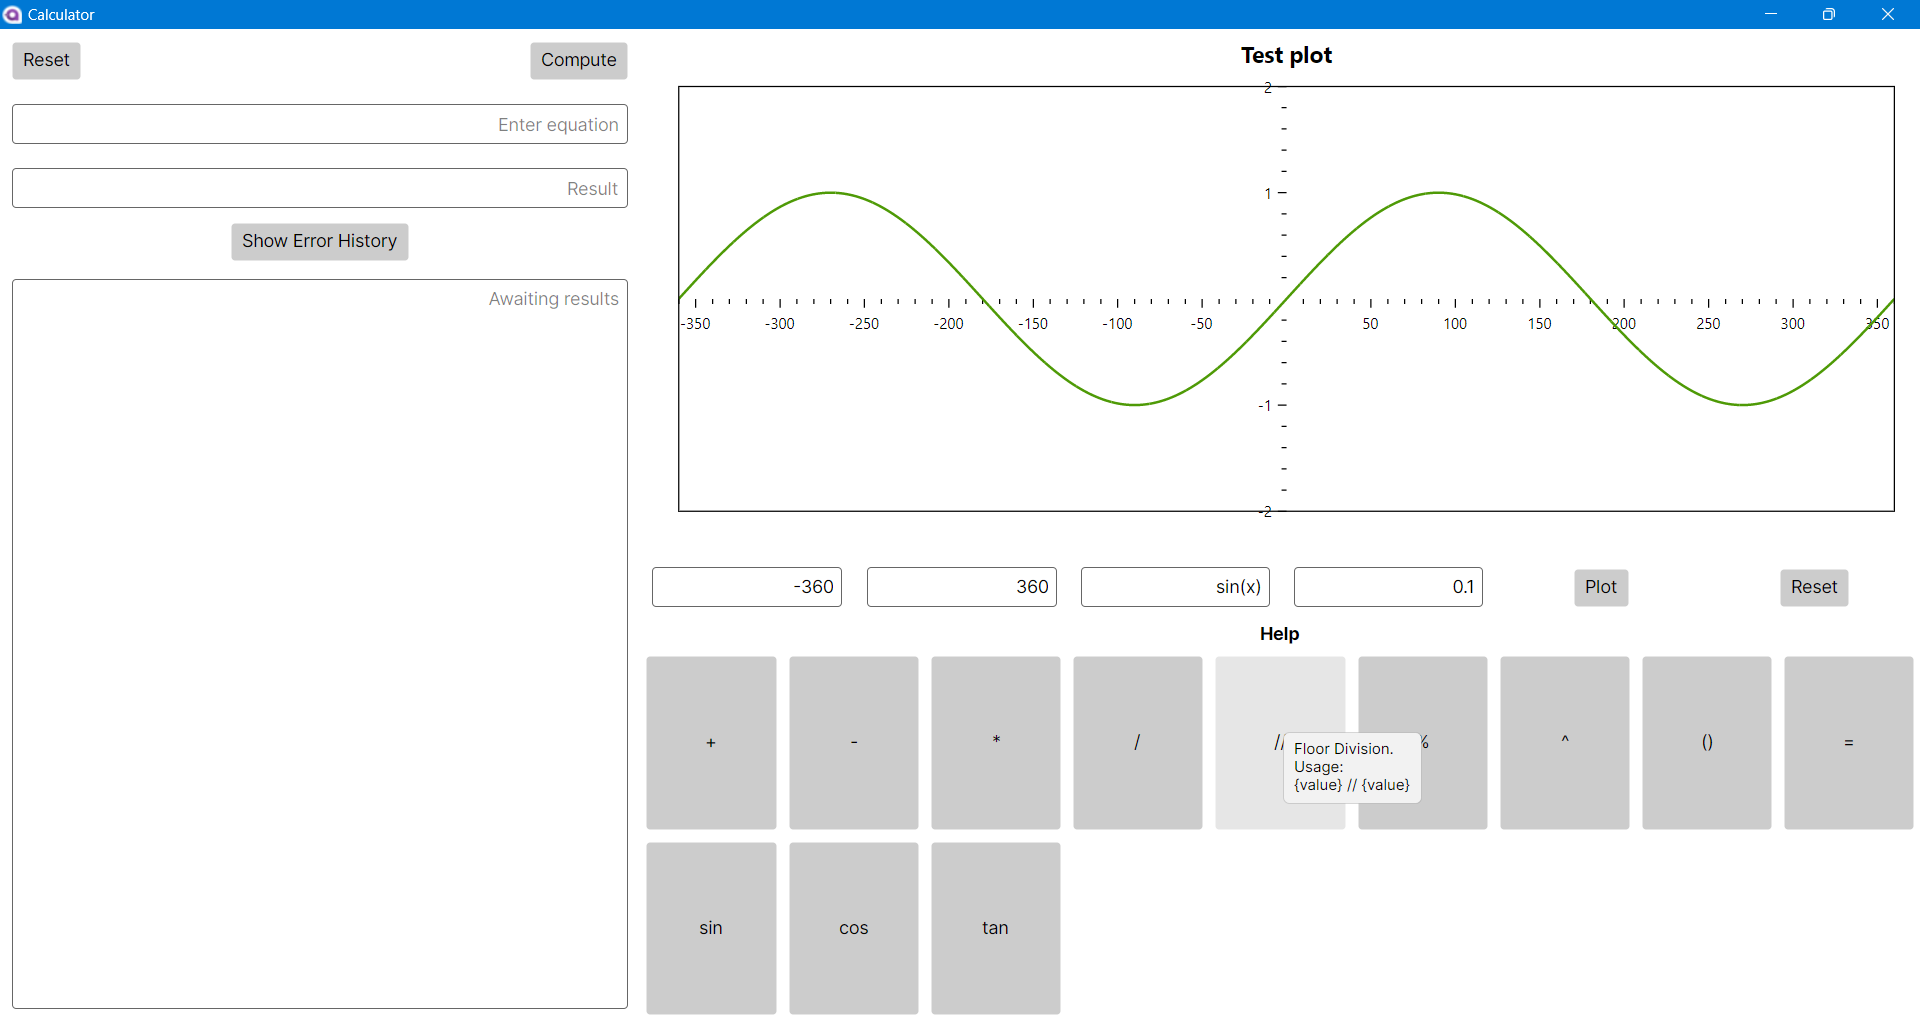 Calculator
Reset
Compute
Enter equation
Result
Show Error History
Awaiting results
Test plot
2
1
-350 -300 -250 -200 -150 -100 -50 50 100 150 200 250 300 350
-1
-2
-360
360
sin(x)
0.1
Plot
Reset
Help
+
-
*
/
//
%
^
()
=
Floor Division.
Usage:
{value} // {value}
sin
cos
tan